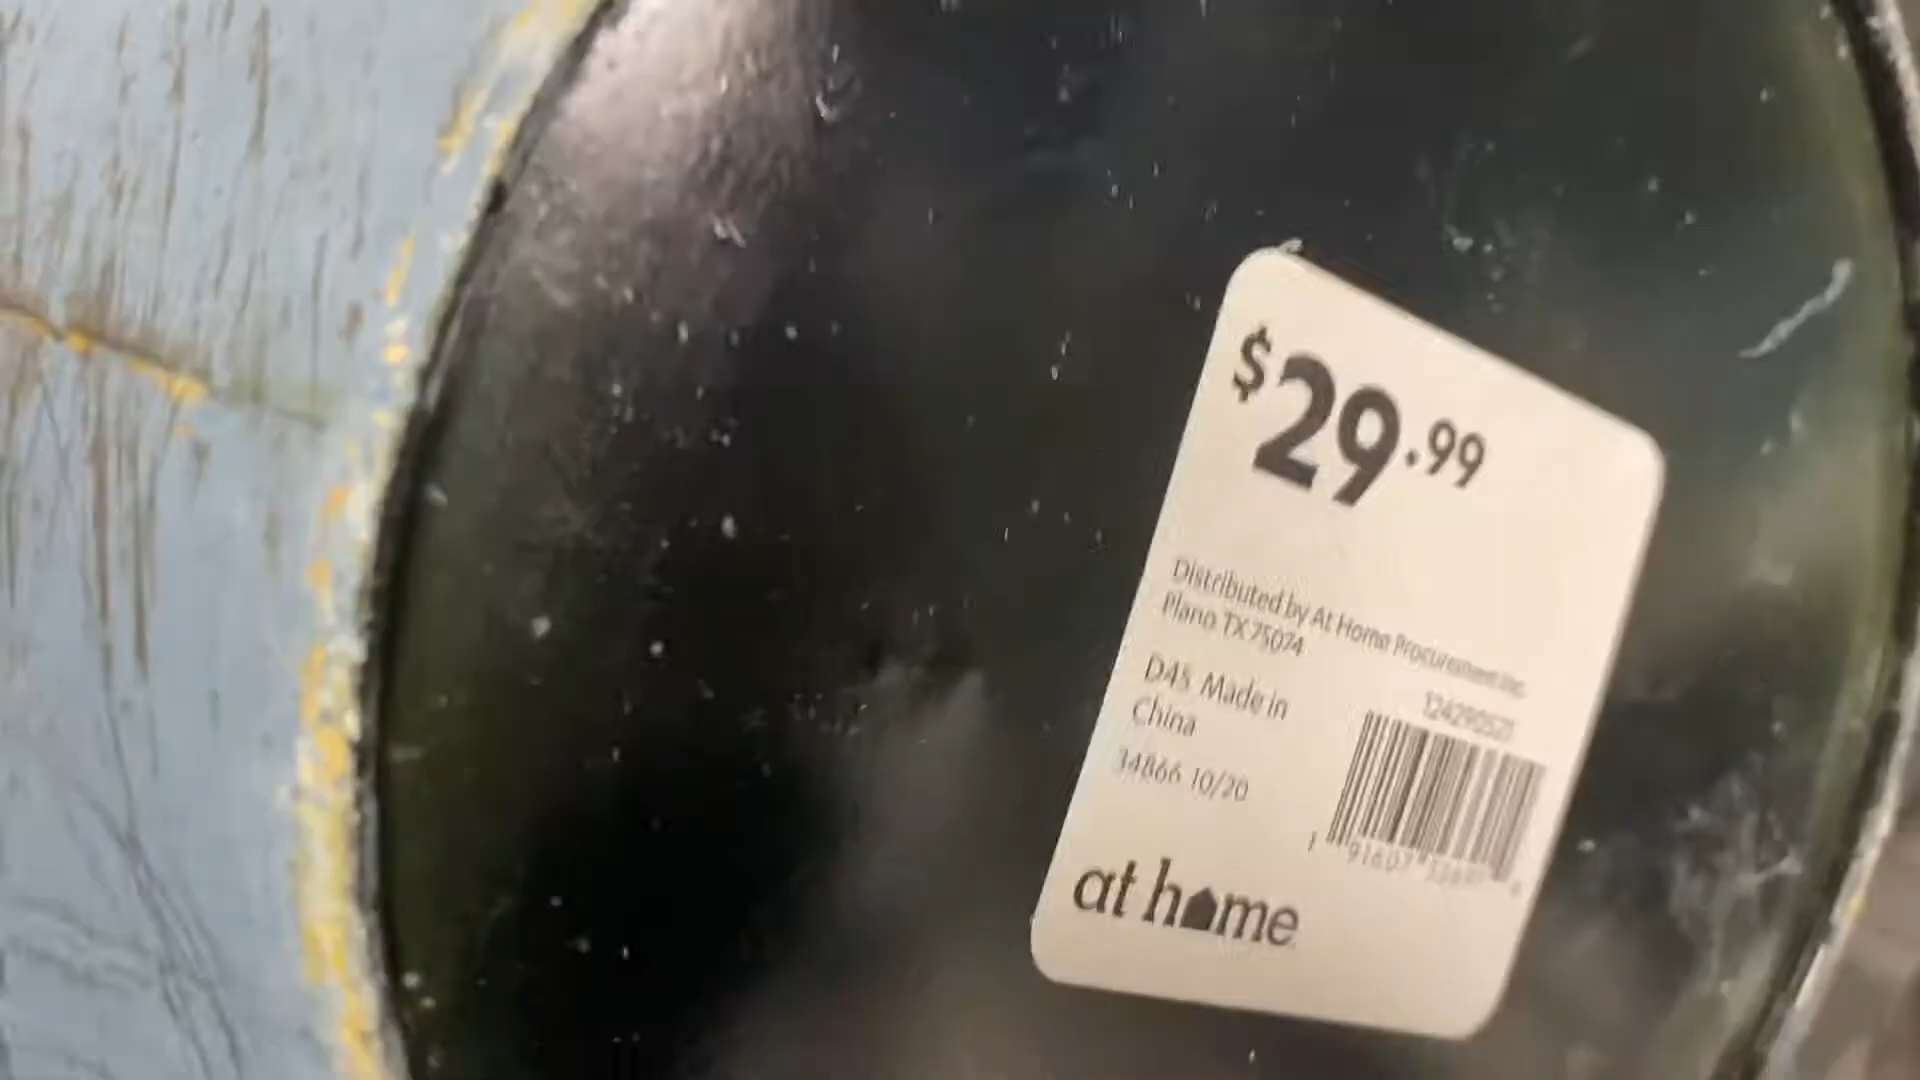 $29.99
Distributed by At Home Procurement Inc.
Plano TX 75074
D45 Made in
China
124290521
34866 10/20
at home